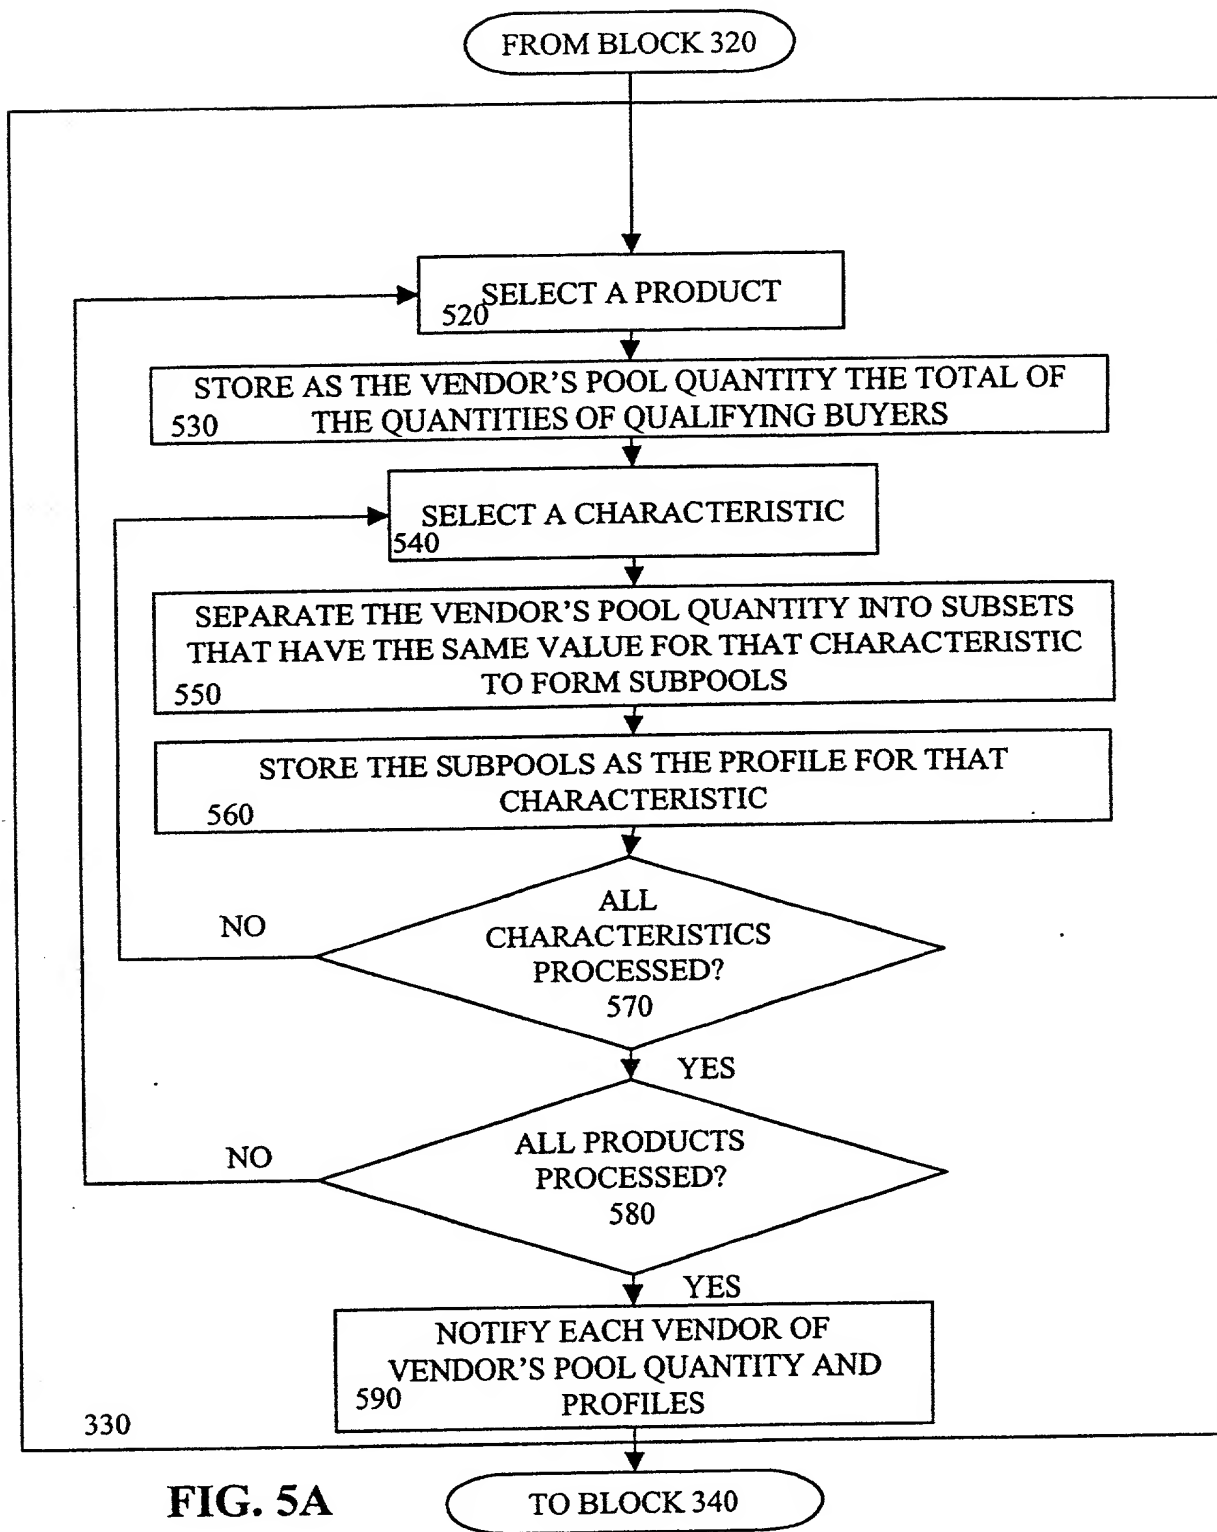 FROM BLOCK 320
SELECT A PRODUCT
520
STORE AS THE VENDOR'S POOL QUANTITY THE TOTAL OF
THE QUANTITIES OF QUALIFYING BUYERS
530
SELECT A CHARACTERISTIC
540
SEPARATE THE VENDOR'S POOL QUANTITY INTO SUBSETS
THAT HAVE THE SAME VALUE FOR THAT CHARACTERISTIC
TO FORM SUBPOOLS
550
STORE THE SUBPOOLS AS THE PROFILE FOR THAT
CHARACTERISTIC
560
ALL
CHARACTERISTICS
PROCESSED?
570
NO
YES
ALL PRODUCTS
PROCESSED?
580
NO
YES
NOTIFY EACH VENDOR OF
VENDOR'S POOL QUANTITY AND
PROFILES
590
330
TO BLOCK 340
FIG. 5A